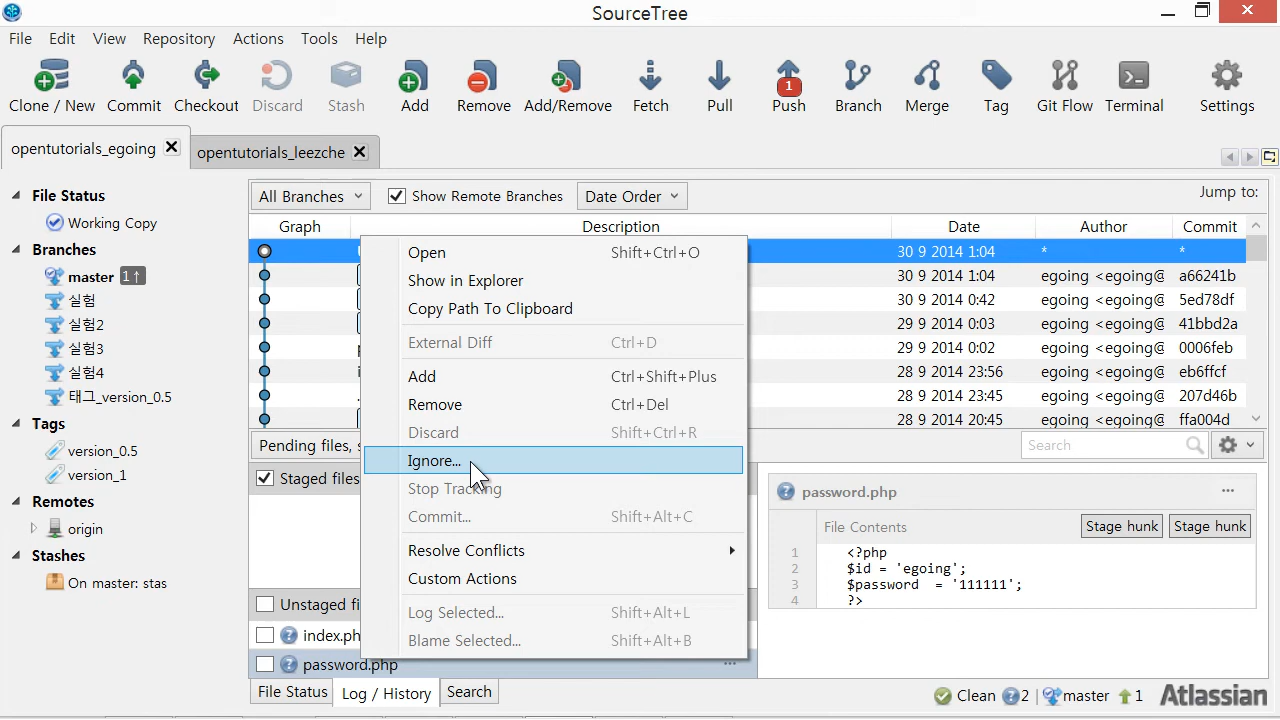 SourceTree
File Edit View Repository Actions Tools Help
Clone / New Commit Checkout Discard Stash Add Remove Add/Remove Fetch Pull Push Branch Merge Tag Git Flow Terminal Settings
1
opentutorials_egoing opentutorials_leezche
File Status
Working Copy
Branches
master 1↑
실험
실험2
실험3
실험4
태그_version_0.5
Tags
version_0.5
version_1
Remotes
origin
Stashes
On master: stas
All Branches Show Remote Branches Date Order Jump to:
Graph Description Date Author Commit
30 9 2014 1:04 * *
30 9 2014 1:04 egoing <egoing@ a66241b
30 9 2014 0:42 egoing <egoing@ 5ed78df
29 9 2014 0:03 egoing <egoing@ 41bbd2a
29 9 2014 0:02 egoing <egoing@ 0006feb
28 9 2014 23:56 egoing <egoing@ eb6ffcf
28 9 2014 23:45 egoing <egoing@ 207d46b
28 9 2014 20:45 egoing <egoing@ ffa004d
Open Shift+Ctrl+O
Show in Explorer
Copy Path To Clipboard
External Diff Ctrl+D
Add Ctrl+Shift+Plus
Remove Ctrl+Del
Discard Shift+Ctrl+R
Ignore...
Stop Tracking
Commit... Shift+Alt+C
Resolve Conflicts
Custom Actions
Log Selected... Shift+Alt+L
Blame Selected... Shift+Alt+B
Pending files, s
Search
Staged files
Unstaged fi
index.ph
password.php ...
password.php ...
File Contents Stage hunk Stage hunk
1 <?php
2 $id = 'egoing';
3 $password = '111111';
4 ?>
File Status Log / History Search
Clean 2 master 1 Atlassian